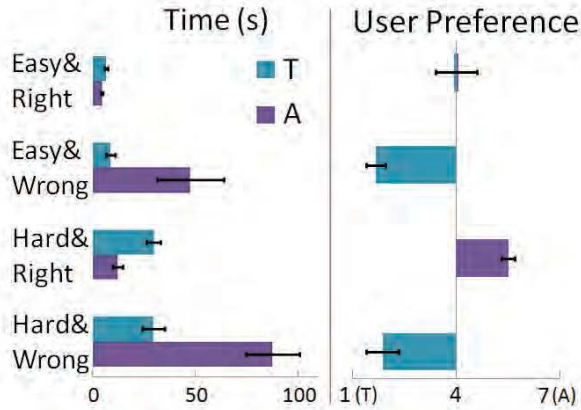 Time (s)
User Preference
T
A
Easy&
Right
Easy&
Wrong
Hard&
Right
Hard&
Wrong
0
50
100
1 (T)
4
7 (A)